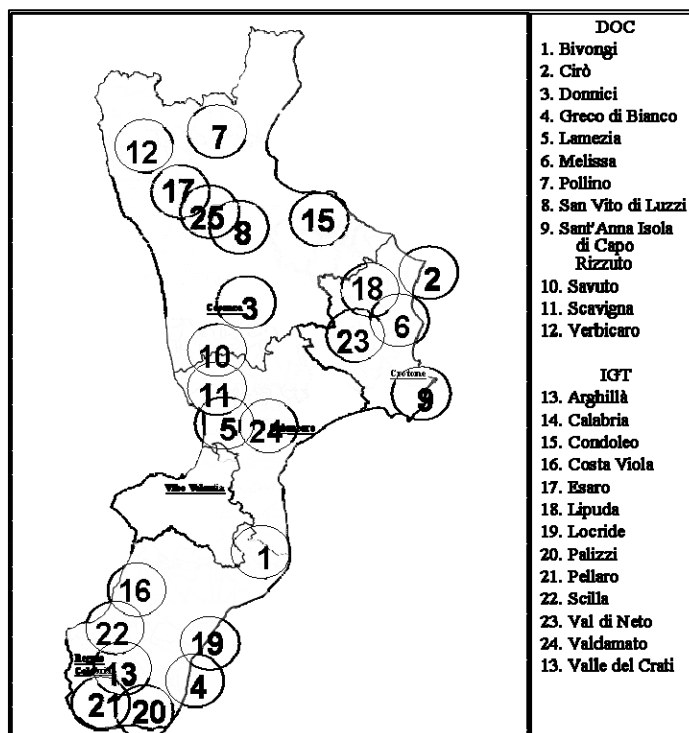 DOC
1. Bivongi
2. Cirò
3. Donnici
4. Greco di Bianco
5. Lamezia
6. Melissa
7. Pollino
8. San Vito di Luzzi
9. Sant'Anna Isola
di Capo
Rizzuto
10. Savuto
11. Scavigna
12. Verbicaro
IGT
13. Arghillà
14. Calabria
15. Condoleo
16. Costa Viola
17. Esaro
18. Lipuda
19. Locride
20. Palizzi
21. Pellaro
22. Scilla
23. Val di Neto
24. Valdamato
13. Valle del Crati
7
12
17
25
8
15
2
18
6
23
3
10
11
Crotone
9
5
24
Vibo Valentia
1
16
22
19
Reggio
Calabria
13
4
21
20